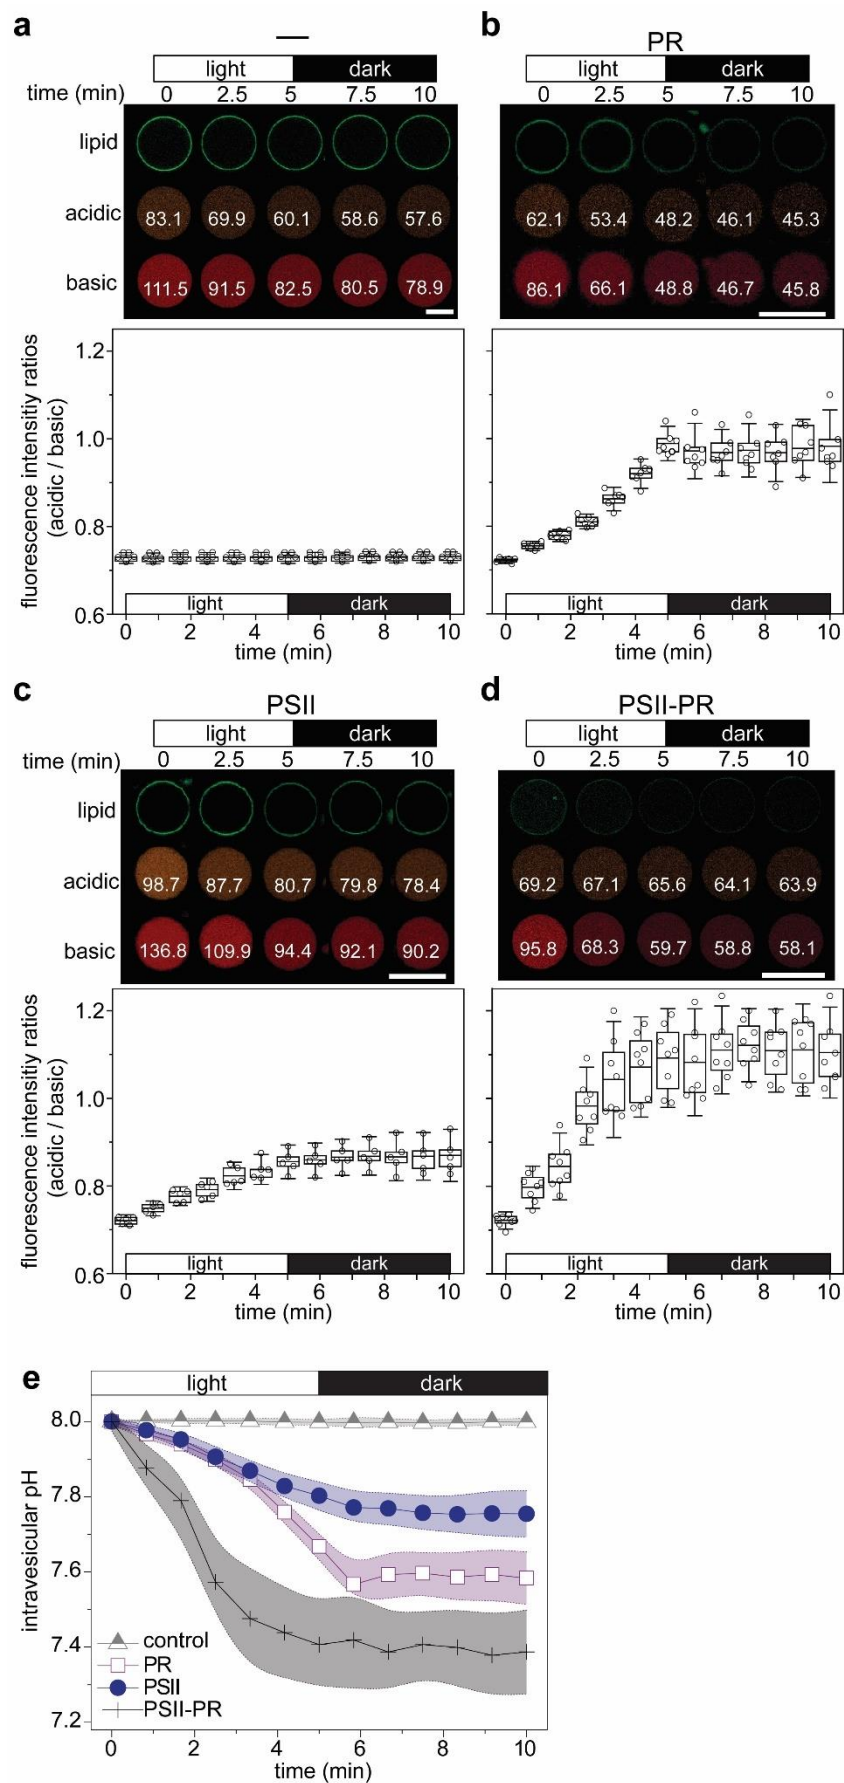 a
—
light dark
time (min) 0 2.5 5 7.5 10
lipid
acidic 83.1 69.9 60.1 58.6 57.6
basic 111.5 91.5 82.5 80.5 78.9
fluorescence intensitiy ratios
(acidic / basic)
1.2
1.0
0.8
0.6
light dark
0 2 4 6 8 10
time (min)
b
PR
light dark
0 2.5 5 7.5 10
62.1 53.4 48.2 46.1 45.3
86.1 66.1 48.8 46.7 45.8
light dark
0 2 4 6 8 10
time (min)
c
PSII
light dark
time (min) 0 2.5 5 7.5 10
lipid
acidic 98.7 87.7 80.7 79.8 78.4
basic 136.8 109.9 94.4 92.1 90.2
fluorescence intensitiy ratios
(acidic / basic)
1.2
1.0
0.8
0.6
light dark
0 2 4 6 8 10
time (min)
d
PSII-PR
light dark
0 2.5 5 7.5 10
69.2 67.1 65.6 64.1 63.9
95.8 68.3 59.7 58.8 58.1
light dark
0 2 4 6 8 10
time (min)
e
light dark
intravesicular pH
8.0
7.8
7.6
7.4
7.2
control
PR
PSII
PSII-PR
0 2 4 6 8 10
time (min)